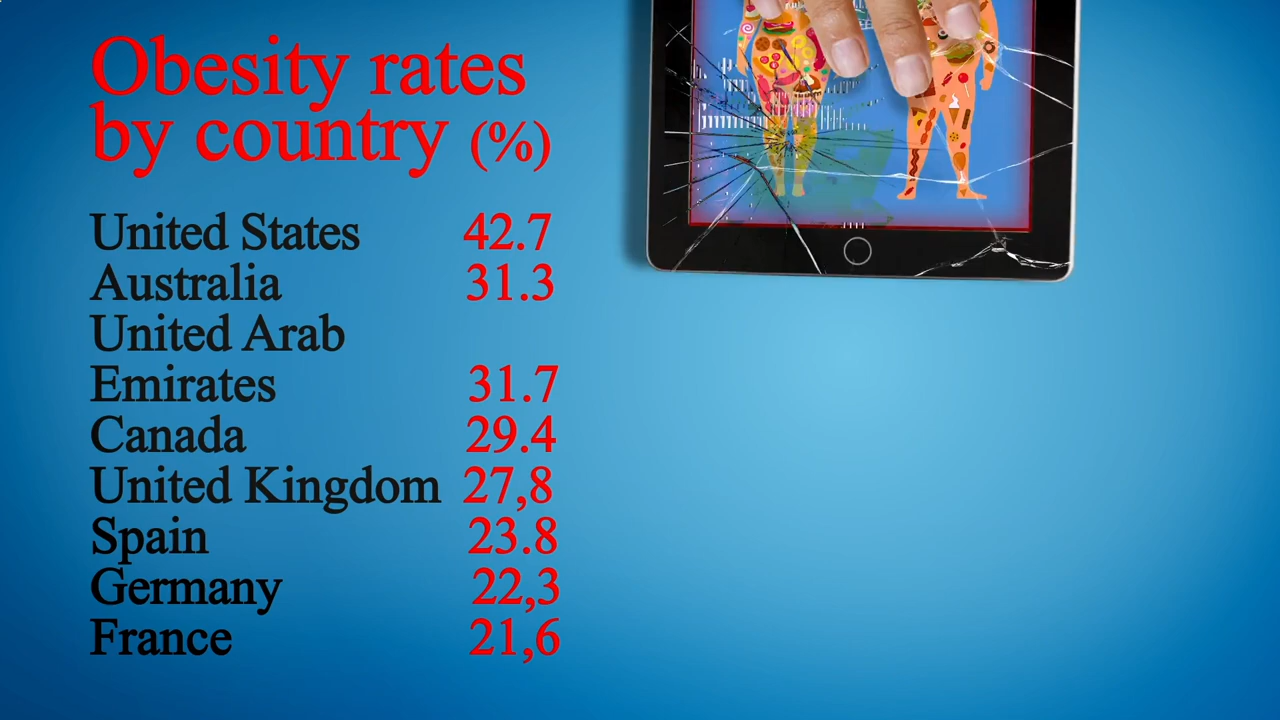 Obesity rates
by country (%)
United States 42.7
Australia 31.3
United Arab
Emirates 31.7
Canada 29.4
United Kingdom 27,8
Spain 23.8
Germany 22,3
France 21,6